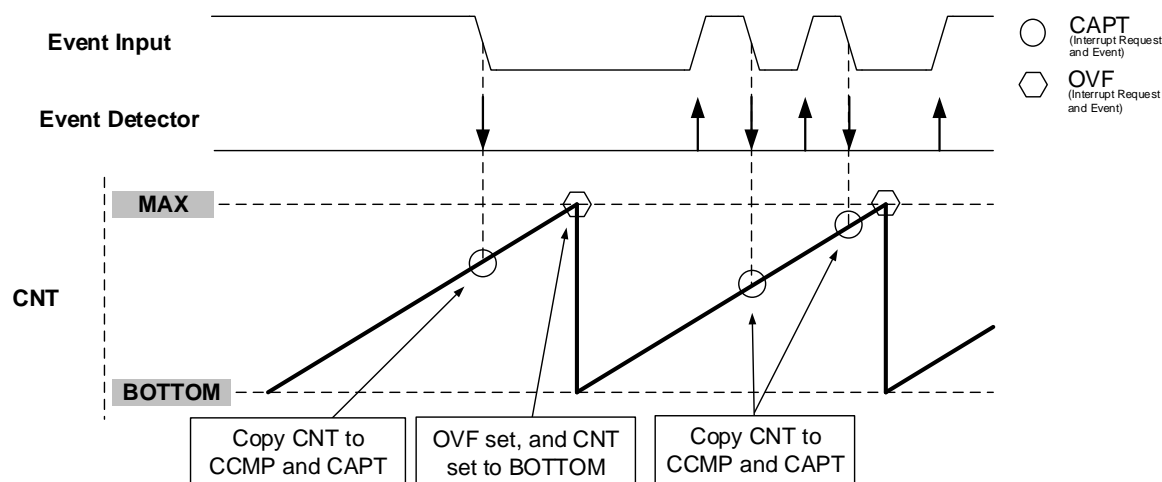 Event Input
CAPT
(Interrupt Request
and Event)
OVF
(Interrupt Request
and Event)
Event Detector
MAX
CNT
BOTTOM
Copy CNT to
CCMP and CAPT
OVF set, and CNT
set to BOTTOM
Copy CNT to
CCMP and CAPT